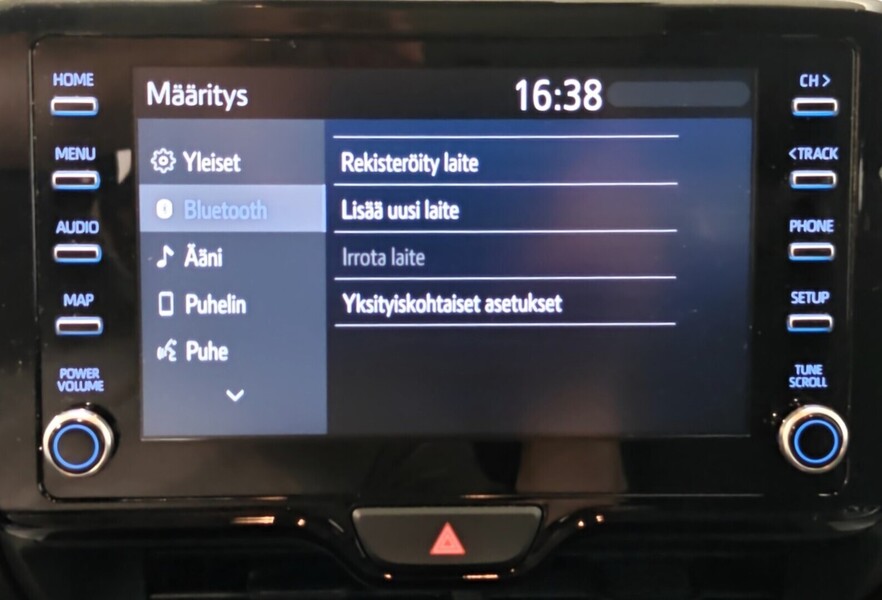 HOME
MENU
AUDIO
MAP
POWER
VOLUME
Määritys
16:38
Yleiset
Bluetooth
Ääni
Puhelin
Puhe
Rekisteröity laite
Lisää uusi laite
Irrota laite
Yksityiskohtaiset asetukset
CH >
< TRACK
PHONE
SETUP
TUNE
SCROLL